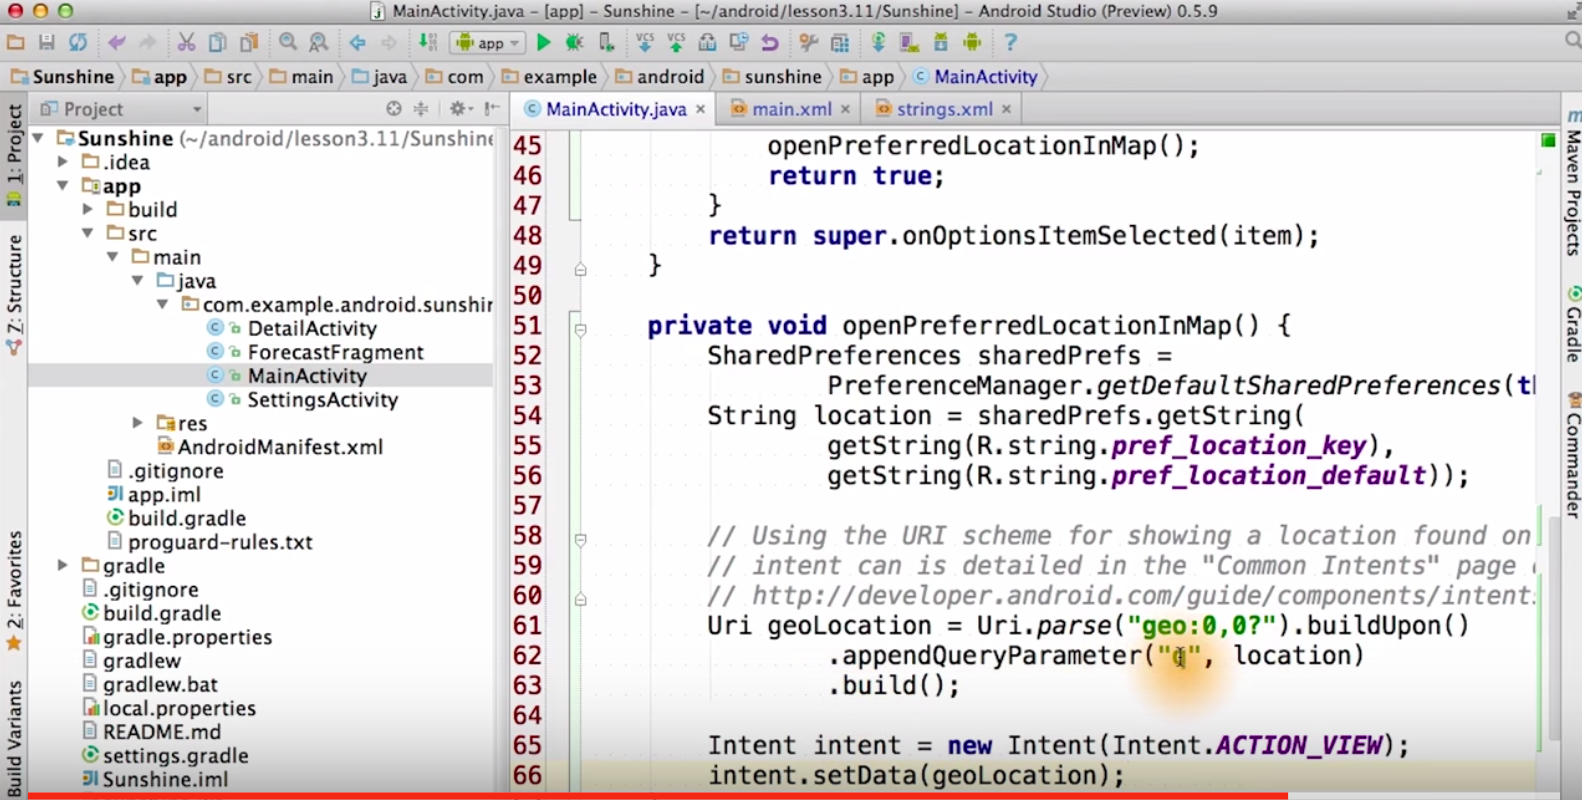 MainActivity.java - [app] - Sunshine - [~/android/lesson3.11/Sunshine] - Android Studio (Preview) 0.5.9
app
VCS VCS
?
Sunshine app src main java com example android sunshine app MainActivity
Project
MainActivity.java main.xml strings.xml
1: Project
Z: Structure
2: Favorites
Build Variants
Sunshine (~/android/lesson3.11/Sunshine
.idea
app
build
src
main
java
com.example.android.sunshin
DetailActivity
ForecastFragment
MainActivity
SettingsActivity
res
AndroidManifest.xml
.gitignore
app.iml
build.gradle
proguard-rules.txt
gradle
.gitignore
build.gradle
gradle.properties
gradlew
gradlew.bat
local.properties
README.md
settings.gradle
Sunshine.iml
45 openPreferredLocationInMap();
46 return true;
47 }
48 return super.onOptionsItemSelected(item);
49 }
50
51 private void openPreferredLocationInMap() {
52 SharedPreferences sharedPrefs =
53 PreferenceManager.getDefaultSharedPreferences(th
54 String location = sharedPrefs.getString(
55 getString(R.string.pref_location_key),
56 getString(R.string.pref_location_default));
57
58 // Using the URI scheme for showing a location found on
59 // intent can is detailed in the "Common Intents" page
60 // http://developer.android.com/guide/components/intents
61 Uri geoLocation = Uri.parse("geo:0,0?").buildUpon()
62 .appendQueryParameter("q", location)
63 .build();
64
65 Intent intent = new Intent(Intent.ACTION_VIEW);
66 intent.setData(geoLocation);
Maven Projects
Gradle
Commander